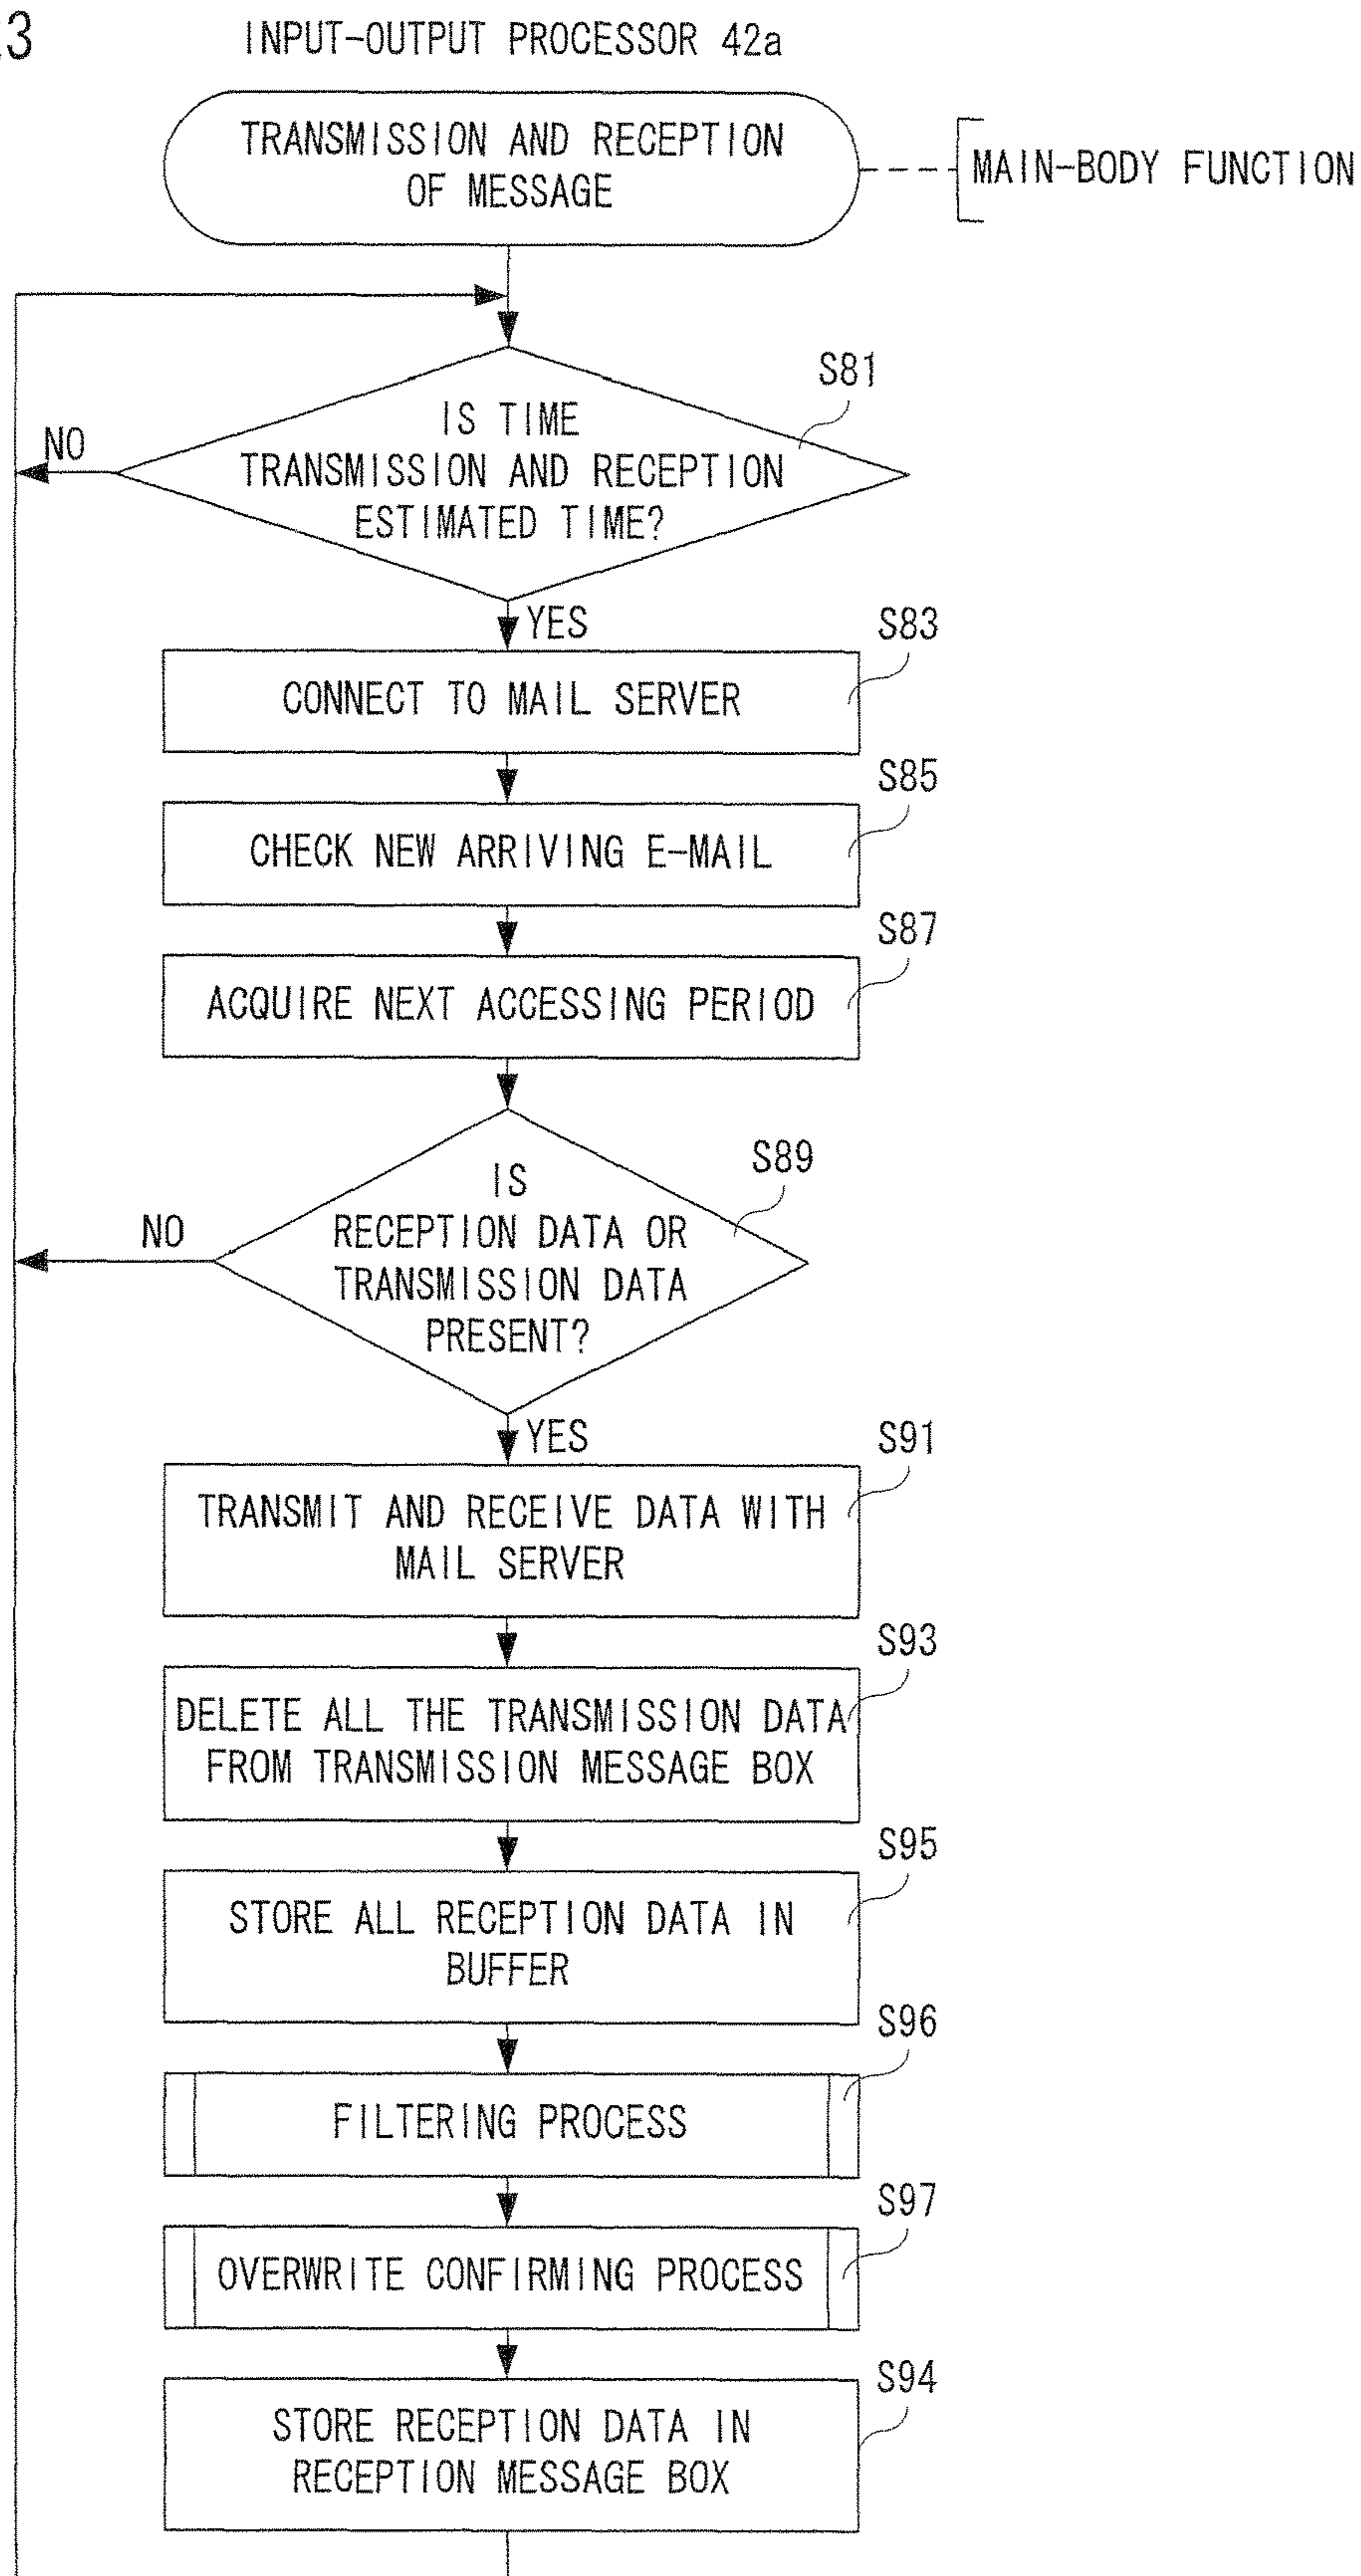 3
INPUT-OUTPUT PROCESSOR 42a
TRANSMISSION AND RECEPTION
OF MESSAGE
MAIN-BODY FUNCTION
S81
IS TIME
TRANSMISSION AND RECEPTION
ESTIMATED TIME?
NO
YES
S83
CONNECT TO MAIL SERVER
S85
CHECK NEW ARRIVING E-MAIL
S87
ACQUIRE NEXT ACCESSING PERIOD
S89
IS
RECEPTION DATA OR
TRANSMISSION DATA
PRESENT?
NO
YES
S91
TRANSMIT AND RECEIVE DATA WITH
MAIL SERVER
S93
DELETE ALL THE TRANSMISSION DATA
FROM TRANSMISSION MESSAGE BOX
S95
STORE ALL RECEPTION DATA IN
BUFFER
S96
FILTERING PROCESS
S97
OVERWRITE CONFIRMING PROCESS
S94
STORE RECEPTION DATA IN
RECEPTION MESSAGE BOX